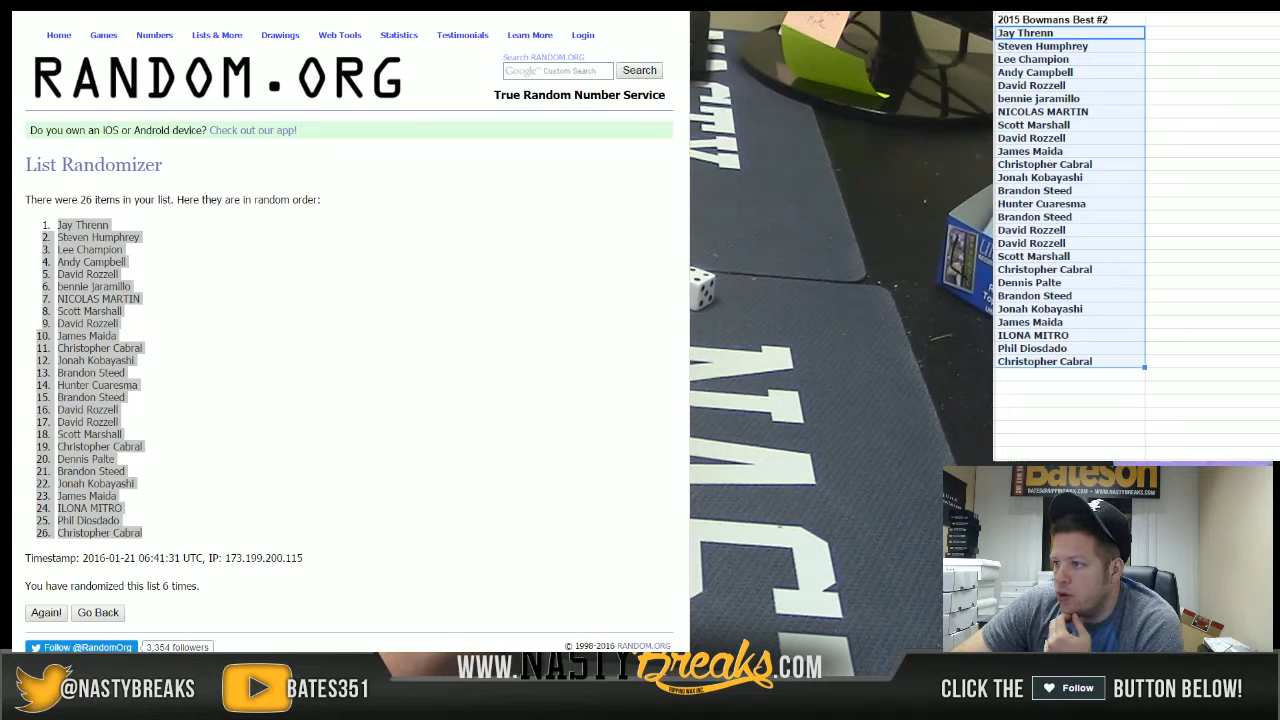 Home Games Numbers Lists & More Drawings Web Tools Statistics Testimonials Learn More Login
RANDOM.ORG
Search RANDOM.ORG
Google™ Custom Search Search
True Random Number Service
Do you own an iOS or Android device? Check out our app!
List Randomizer
There were 26 items in your list. Here they are in random order:
1. Jay Threnn
2. Steven Humphrey
3. Lee Champion
4. Andy Campbell
5. David Rozzell
6. bennie jaramillo
7. NICOLAS MARTIN
8. Scott Marshall
9. David Rozzell
10. James Maida
11. Christopher Cabral
12. Jonah Kobayashi
13. Brandon Steed
14. Hunter Cuaresma
15. Brandon Steed
16. David Rozzell
17. David Rozzell
18. Scott Marshall
19. Christopher Cabral
20. Dennis Palte
21. Brandon Steed
22. Jonah Kobayashi
23. James Maida
24. ILONA MITRO
25. Phil Diosdado
26. Christopher Cabral
Timestamp: 2016-01-21 06:41:31 UTC, IP: 173.199.200.115
You have randomized this list 6 times.
Again! Go Back
Follow @RandomOrg 3,354 followers
© 1998-2016 RANDOM.ORG
2015 Bowmans Best #2
Jay Threnn
Steven Humphrey
Lee Champion
Andy Campbell
David Rozzell
bennie jaramillo
NICOLAS MARTIN
Scott Marshall
David Rozzell
James Maida
Christopher Cabral
Jonah Kobayashi
Brandon Steed
Hunter Cuaresma
Brandon Steed
David Rozzell
David Rozzell
Scott Marshall
Christopher Cabral
Dennis Palte
Brandon Steed
Jonah Kobayashi
James Maida
ILONA MITRO
Phil Diosdado
Christopher Cabral
Bateson
@NASTYBREAKS
BATES351
WWW.NASTYBreaks.COM
RIPPING WAX INC.
CLICK THE Follow BUTTON BELOW!